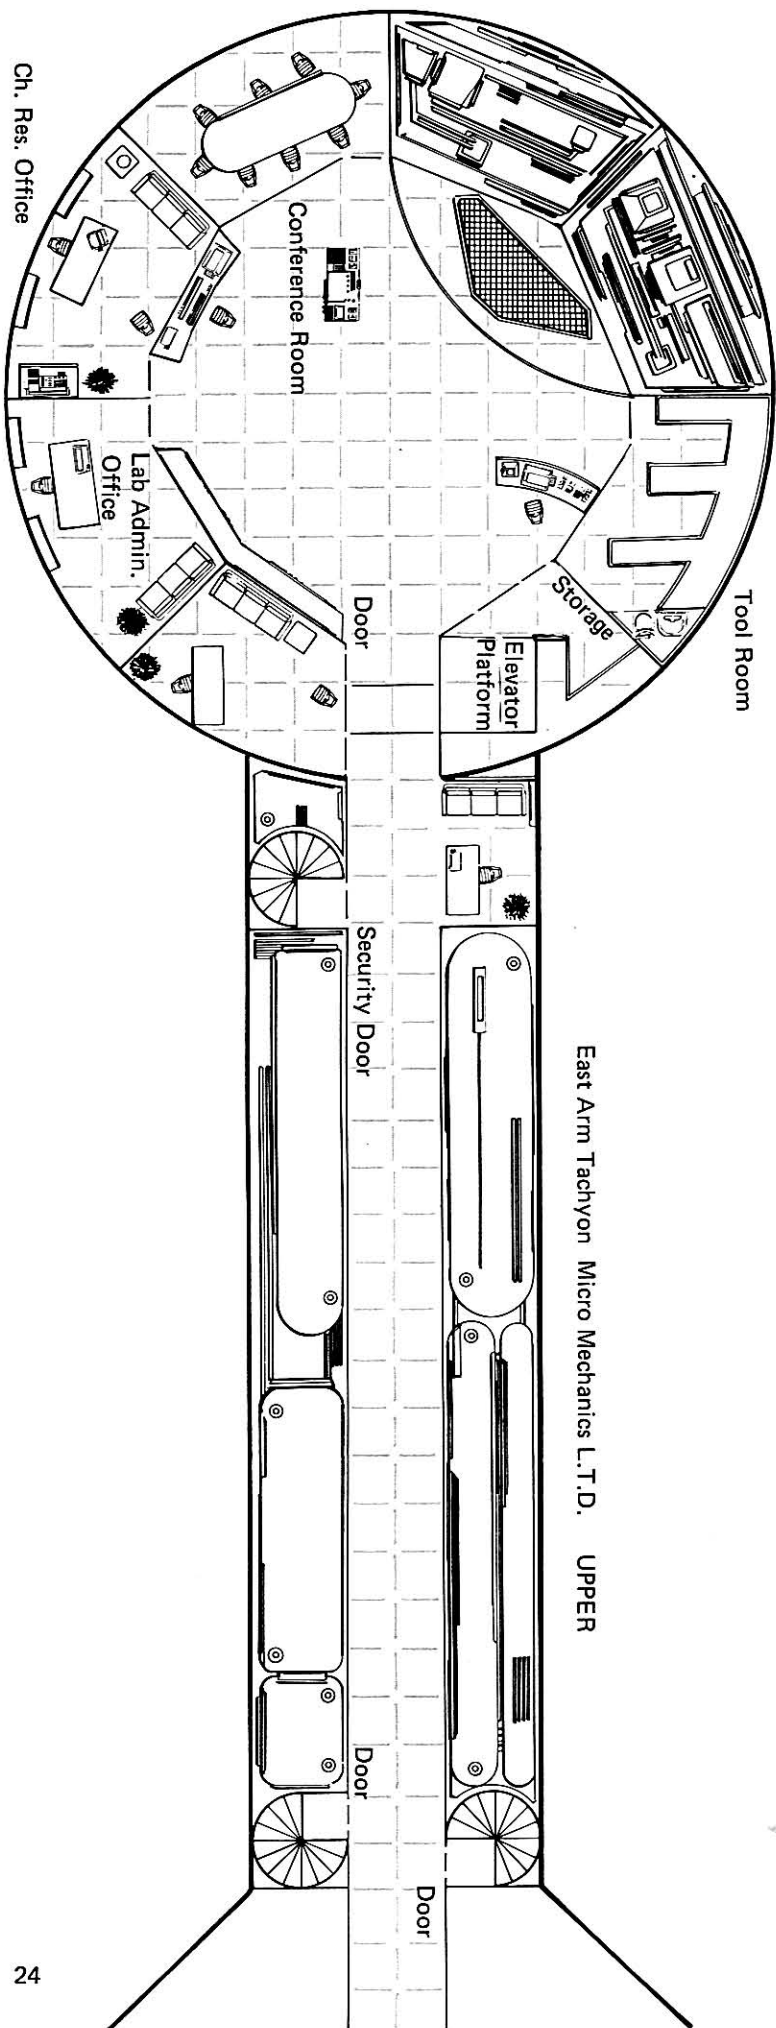 East Arm Tachyon Micro Mechanics L.T.D. UPPER
Tool Room
Storage
Elevator
Platform
Door
Security Door
Door
Door
Conference Room
Lab Admin.
Office
Ch. Res. Office
24